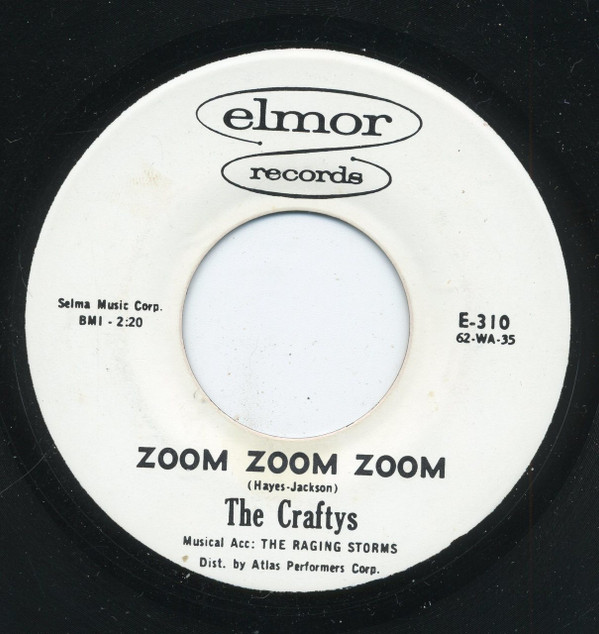 elmor
records
Selma Music Corp.
BMI - 2:20
E-310
62-WA-35
ZOOM ZOOM ZOOM
(Hayes-Jackson)
The Craftys
Musical Acc: THE RAGING STORMS
Dist. by Atlas Performers Corp.